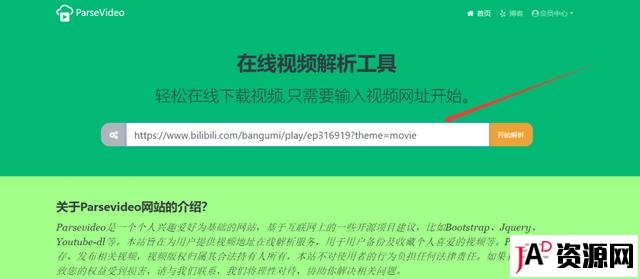 ParseVideo
首页 博客 会员中心
在线视频解析工具
轻松在线下载视频,只需要输入视频网址开始。
https://www.bilibili.com/bangumi/play/ep316919?theme=movie
开始解析
关于Parsevideo网站的介绍?
Parsevideo是一个个人兴趣爱好为基础的网站,基于互联网上的一些开源项目建议,比如Bootstrap、Jquery、
Youtube-dl等。本站旨在为用户提供视频地址在线解析服务,用于用户备份及收藏个人喜爱的视频等。P
存、发布相关视频,视频版权归属其合法持有人所有,本站不对使用者的行为负担任何法律责任。如果
致您的权益受到损害,请与我们联系,我们将理性对待,协助你解决相关问题。
JAD资源网